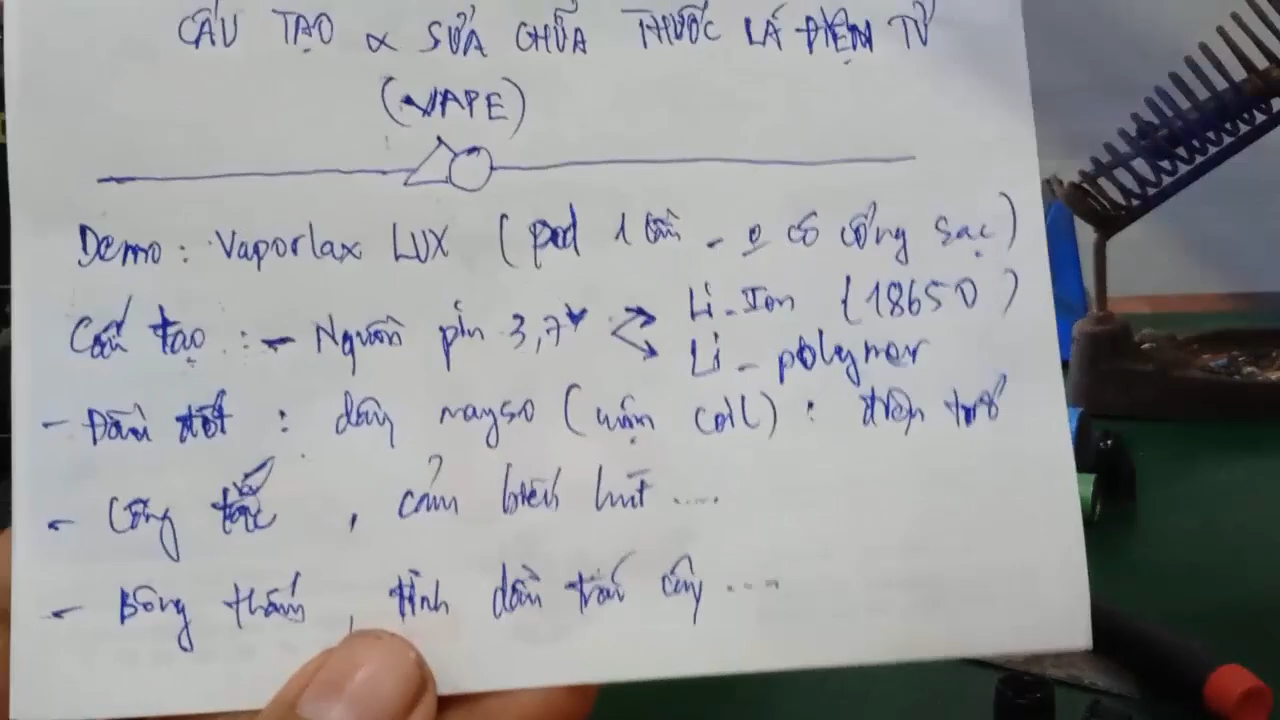 CẤU TẠO & SỬA CHỮA THUỐC LÁ ĐIỆN TỬ
(VAPE)
Demo: Vaporlax LUX (pod 1 lần - 0 có cổng sạc)
Cấu tạo: - Nguồn pin 3,7V Li-Ion (18650)
Li-polymer
- Đầu đốt : dây mayso (cuộn coil) : điện trở
- Công tắc , cảm biến hút .....
- Bông thấm, tinh dầu trái cây ....